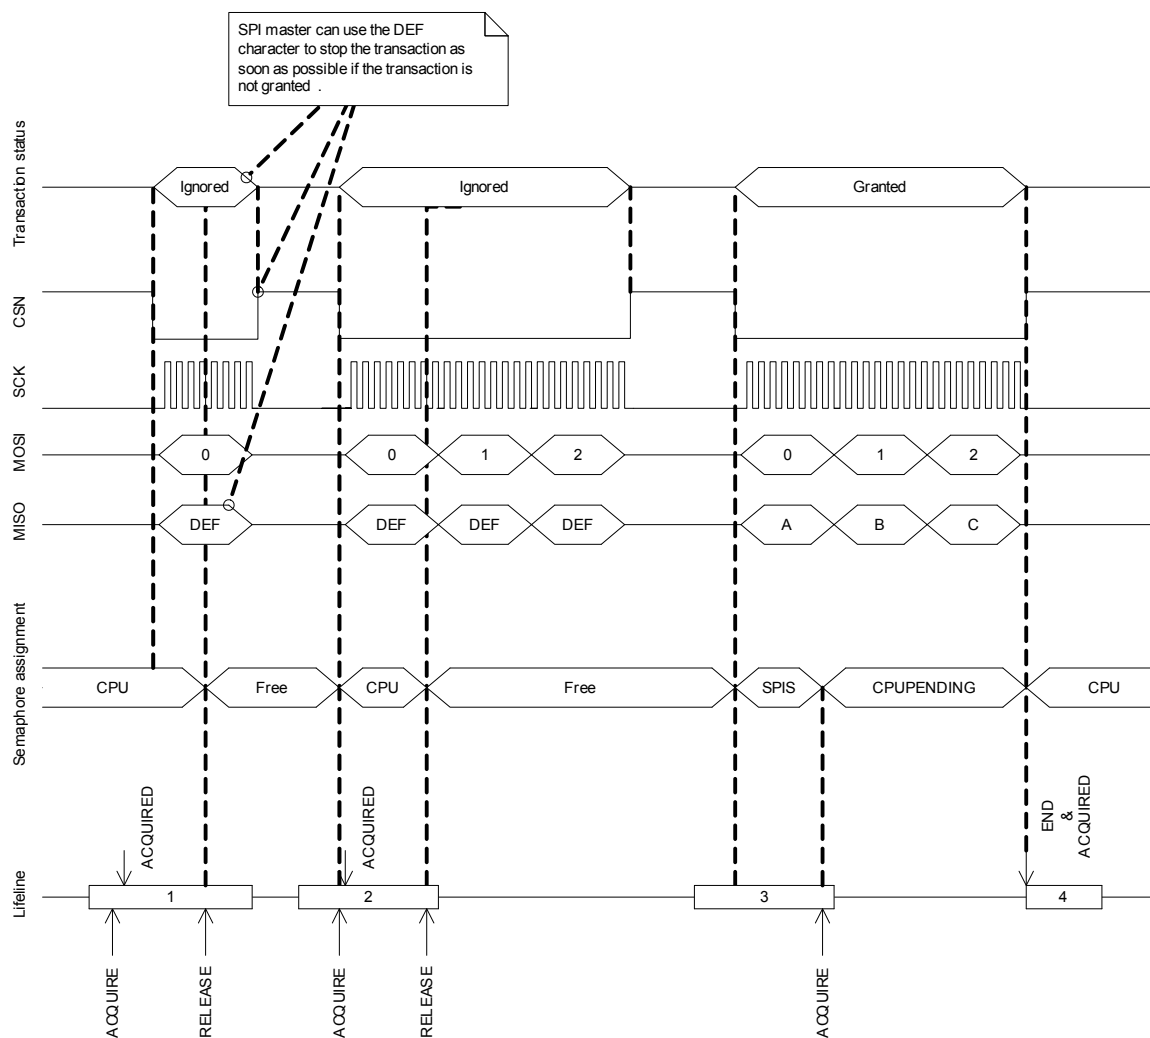 SPI master can use the DEF
character to stop the transaction as
soon as possible if the transaction is
not granted .
Transaction status
Ignored
Ignored
Granted
CSN
SCK
MOSI
0
0
1
2
0
1
2
MISO
DEF
DEF
DEF
DEF
A
B
C
Semaphore assignment
CPU
Free
CPU
Free
SPIS
CPUPENDING
CPU
ACQUIRED
ACQUIRED
END
&
ACQUIRED
Lifeline
1
2
3
4
ACQUIRE
RELEASE
ACQUIRE
RELEASE
ACQUIRE